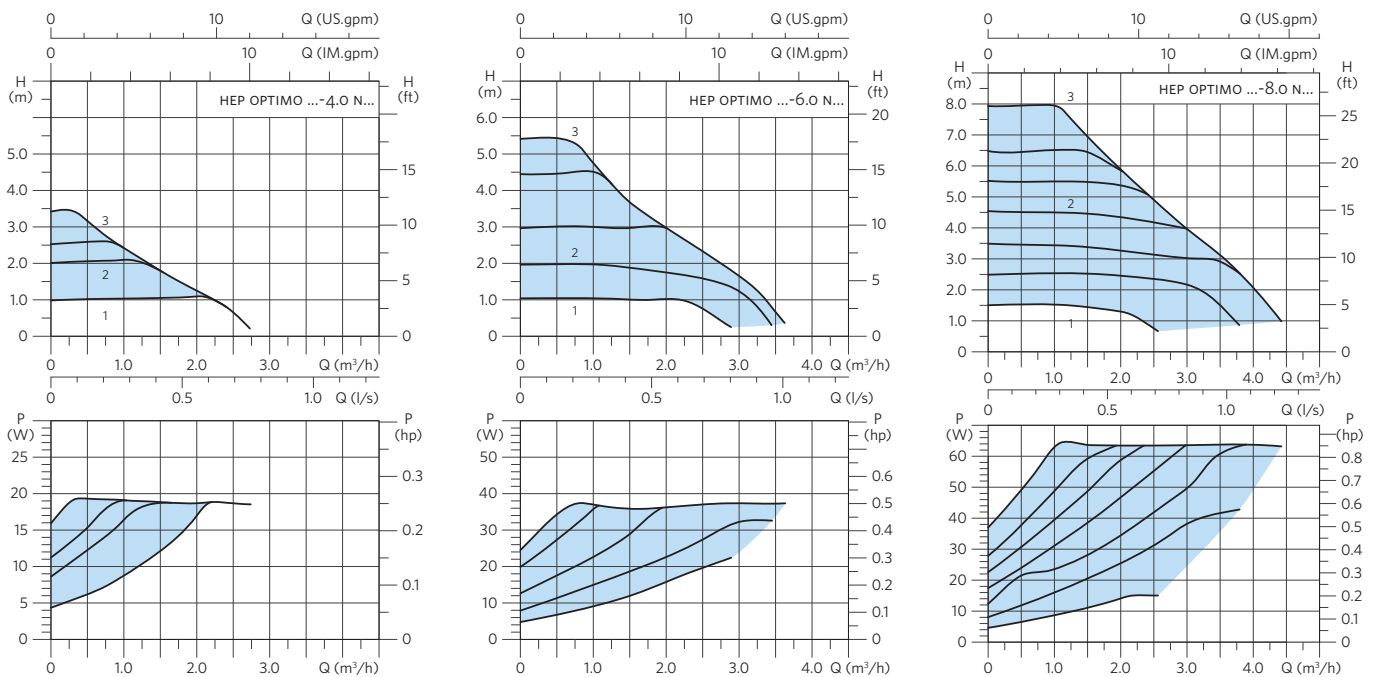 0 10 Q (US.gpm)
0 10 Q (IM.gpm)
H (m)
H (ft)
HEP OPTIMO ...-4.0 N...
5.0
4.0
3.0
2.0
1.0
0
15
10
5
0
3
2
1
0 1.0 2.0 3.0 Q (m³/h)
0 0.5 1.0 Q (l/s)
P (W)
P (hp)
25
20
15
10
5
0
0.3
0.2
0.1
0
0 1.0 2.0 3.0 Q (m³/h)
0 10 Q (US.gpm)
0 10 Q (IM.gpm)
H (m)
H (ft)
HEP OPTIMO ...-6.0 N...
6.0
5.0
4.0
3.0
2.0
1.0
0
20
15
10
5
0
3
2
1
0 1.0 2.0 3.0 4.0 Q (m³/h)
0 0.5 1.0 Q (l/s)
P (W)
P (hp)
50
40
30
20
10
0
0.6
0.5
0.4
0.3
0.2
0.1
0
0 1.0 2.0 3.0 4.0 Q (m³/h)
0 10 Q (US.gpm)
0 10 Q (IM.gpm)
H (m)
H (ft)
HEP OPTIMO ...-8.0 N...
8.0
7.0
6.0
5.0
4.0
3.0
2.0
1.0
0
25
20
15
10
5
0
3
2
1
0 1.0 2.0 3.0 4.0 Q (m³/h)
0 0.5 1.0 Q (l/s)
P (W)
P (hp)
60
50
40
30
20
10
0
0.8
0.7
0.6
0.5
0.4
0.3
0.2
0.1
0
0 1.0 2.0 3.0 4.0 Q (m³/h)